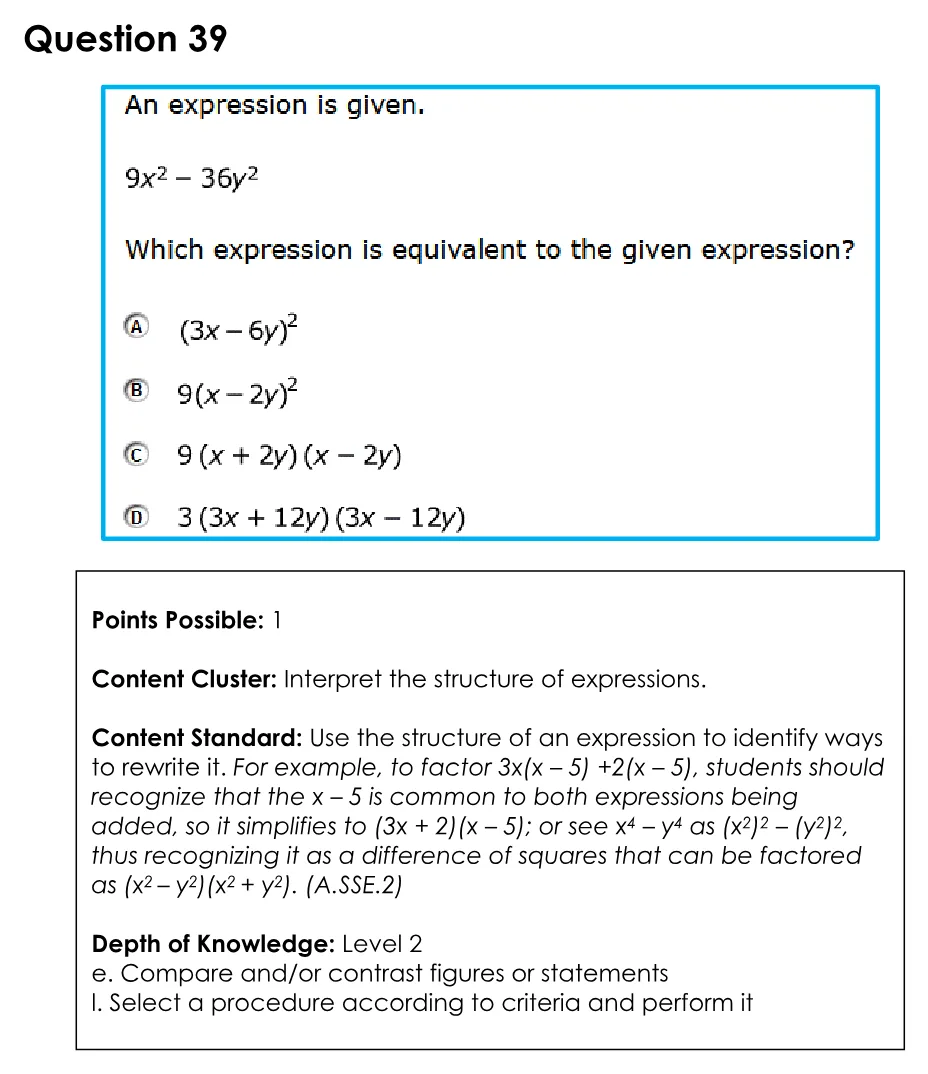 Question 39
An expression is given.
9x² – 36y²
Which expression is equivalent to the given expression?
Ⓐ (3x – 6y)²
Ⓑ 9(x – 2y)²
Ⓒ 9 (x + 2y) (x – 2y)
Ⓓ 3 (3x + 12y) (3x – 12y)
Points Possible: 1
Content Cluster: Interpret the structure of expressions.
Content Standard: Use the structure of an expression to identify ways
to rewrite it. For example, to factor 3x(x – 5) +2(x – 5), students should
recognize that the x – 5 is common to both expressions being
added, so it simplifies to (3x + 2)(x – 5); or see x⁴ – y⁴ as (x²)² – (y²)²,
thus recognizing it as a difference of squares that can be factored
as (x² – y²)(x² + y²). (A.SSE.2)
Depth of Knowledge: Level 2
e. Compare and/or contrast figures or statements
l. Select a procedure according to criteria and perform it